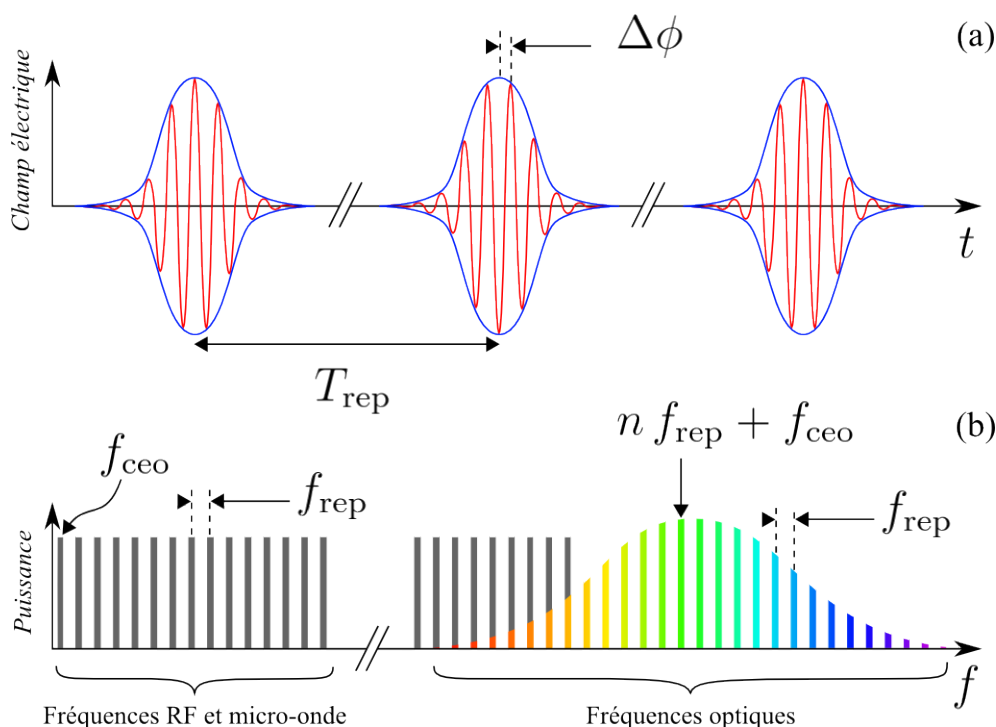 Δϕ
(a)
Champ électrique
t
T_rep
n f_rep + f_ceo
(b)
f_ceo
f_rep
f_rep
Puissance
f
Fréquences RF et micro-onde
Fréquences optiques